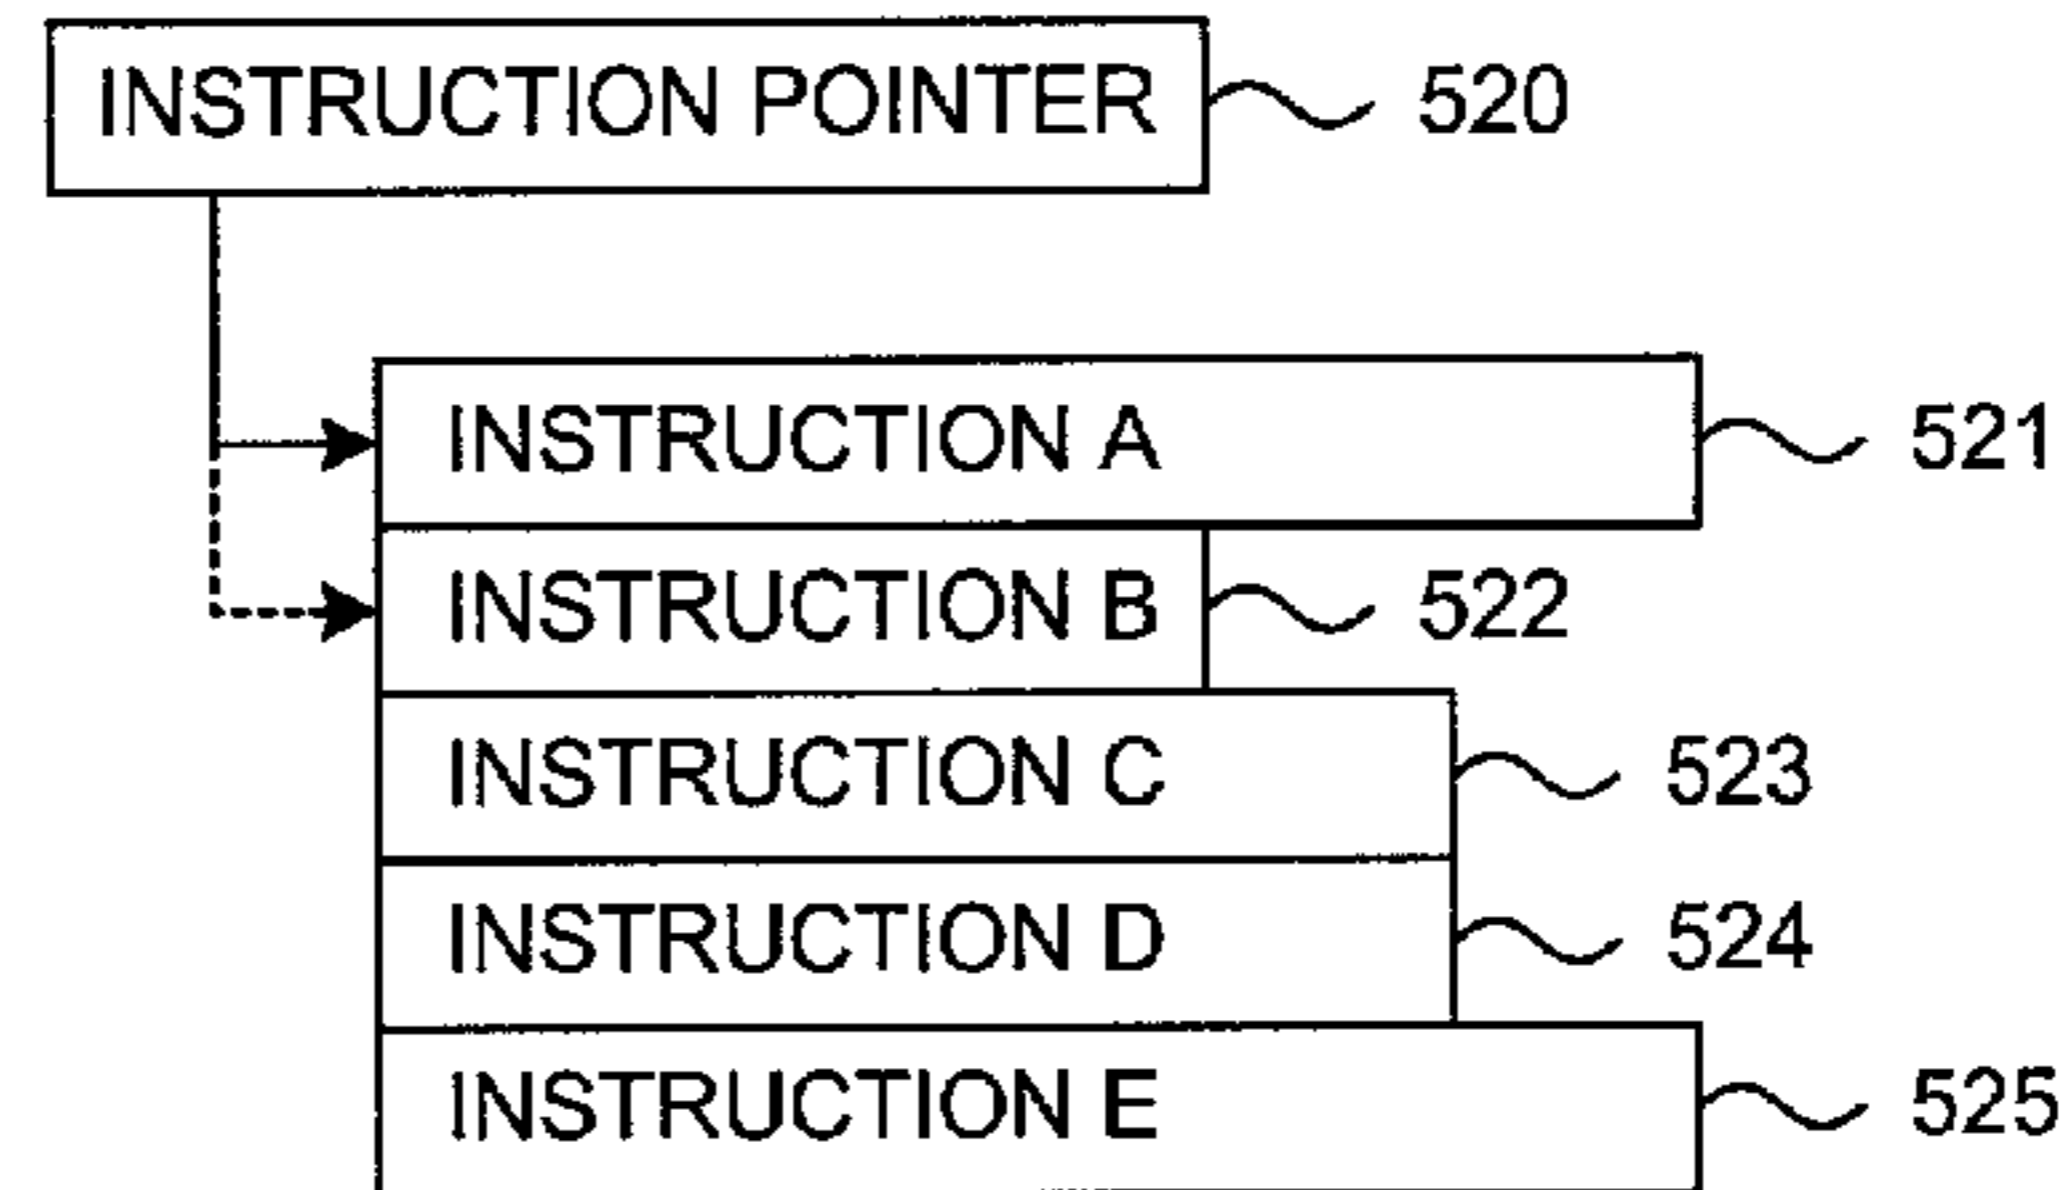 INSTRUCTION POINTER 520
INSTRUCTION A 521
INSTRUCTION B 522
INSTRUCTION C 523
INSTRUCTION D 524
INSTRUCTION E 525